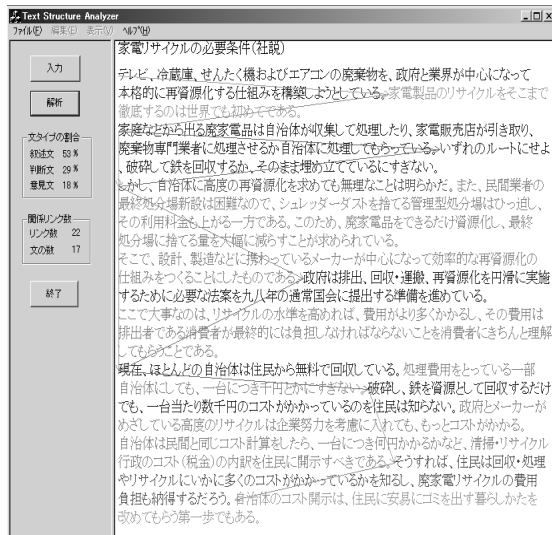 Text Structure Analyzer
ファイル(F) 編集(E) 表示(V) ヘルプ(H)
入力
解析
文タイプの割合
叙述文 53 %
判断文 29 %
意見文 18 %
関係リンク数
リンク数 22
文の数 17
終了
家電リサイクルの必要条件(社説)
テレビ、冷蔵庫、せんたく機およびエアコンの廃棄物を、政府と業界が中心になって
本格的に再資源化する仕組みを構築しようとしている。家電製品のリサイクルをそこまで
徹底するのは世界でも初めてである。
家庭などから出る廃家電品は自治体が収集して処理したり、家電販売店が引き取り、
廃棄物専門業者に処理させるか自治体に処理してもらっている。いずれのルートにせよ
、破砕して鉄を回収するか、そのまま埋め立てているにすぎない。
しかし、自治体に高度の再資源化を求めても無理なことは明らかだ。また、民間業者の
最終処分場新設は困難なので、シュレッダーダストを捨てる管理型処分場はひっ迫し、
その利用料金も上がる一方である。このため、廃家電品をできるだけ資源化し、最終
処分場に捨てる量を大幅に減らすことが求められている。
そこで、設計、製造などに携わっているメーカーが中心になって効率的な再資源化の
仕組みをつくることにしたものである。政府は排出、回収・運搬、再資源化を円滑に実施
するために必要な法案を九八年の通常国会に提出する準備を進めている。
ここで大事なのは、リサイクルの水準を高めれば、費用がより多くかかるし、その費用は
排出者である消費者が最終的には負担しなければならないことを消費者にきちんと理解
してもらうことである。
現在、ほとんどの自治体は住民から無料で回収している。処理費用をとっている一部
自治体にしても、一台につき千円とかにすぎない。破砕し、鉄を資源として回収するだけ
でも、一台当たり数千円のコストがかかっているのを住民は知らない。政府とメーカーが
めざしている高度のリサイクルは企業努力を考慮に入れても、もっとコストがかかる。
自治体は民間と同じコスト計算をしたら、一台につき何円かかるかなど、清掃・リサイクル
行政のコスト(税金)の内訳を住民に開示すべきである。そうすれば、住民は回収・処理
やリサイクルにいかに多くのコストがかかっているかを知るし、廃家電リサイクルの費用
負担も納得するだろう。自治体のコスト開示は、住民に安易にゴミを出す暮らしかたを
改めてもらう第一歩でもある。